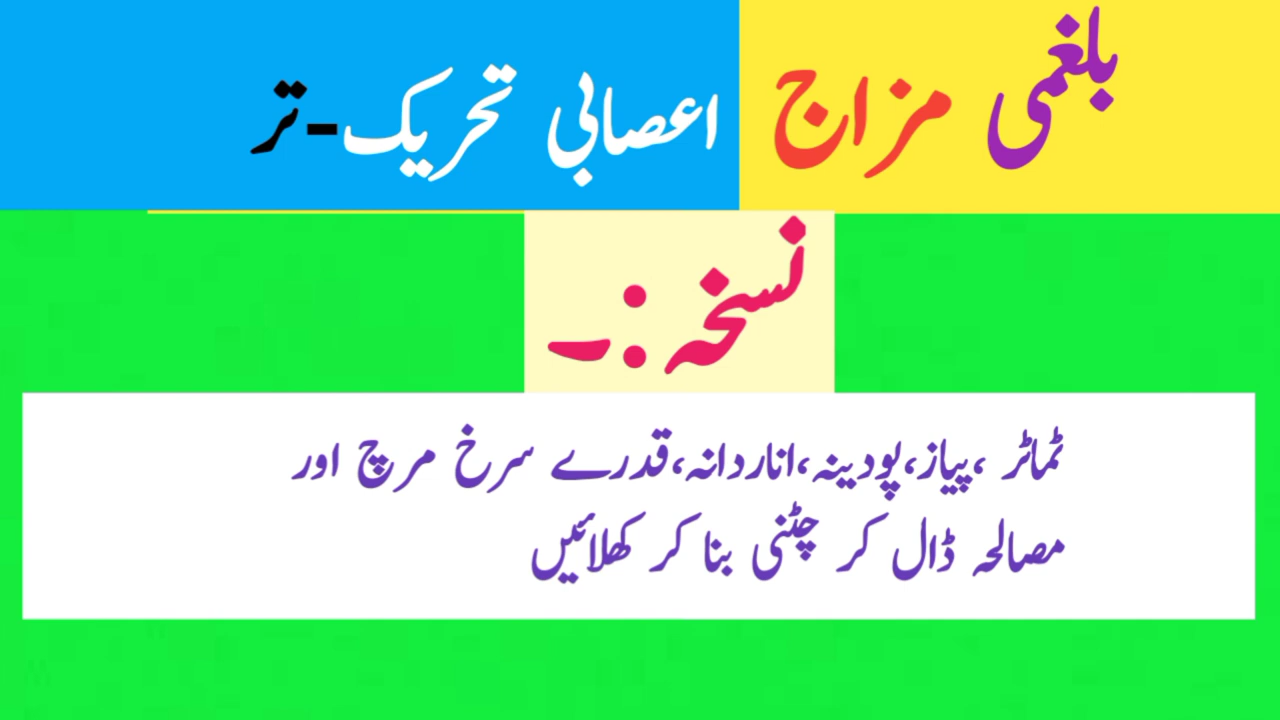 بلغمی مزاج اعصابی تحریک-تر
نسخہ:۔
ٹماٹر ،پیاز،پودینہ،اناردانہ،قدرے سرخ مرچ اور
مصالحہ ڈال کر چٹنی بنا کر کھلائیں